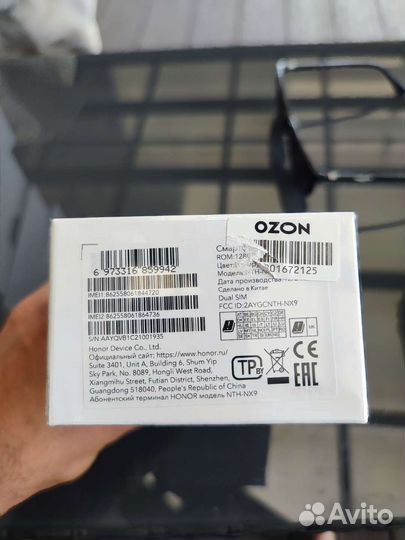 OZON
Сма
ROM:128
Цвет
01672125
Модель:NTH-N
Дата производства
Сделано в Китае
Dual SIM
FCC ID:2AYGCNTH-NX9
6 973316 859942
IMEI1:862558061844720
IMEI2:862558061864736
S/N:AAYQVB1C21001935
Honor Device Co., Ltd.
Официальный сайт: https://www.honor.ru/
Suite 3401, Unit A, Building 6, Shum Yip
Sky Park, No. 8089, Hongli West Road,
Xiangmihu Street, Futian District, Shenzhen,
Guangdong 518040, People's Republic of China
Абонентский терминал HONOR модель NTH-NX9
TP BY
CE
EAC
Avito